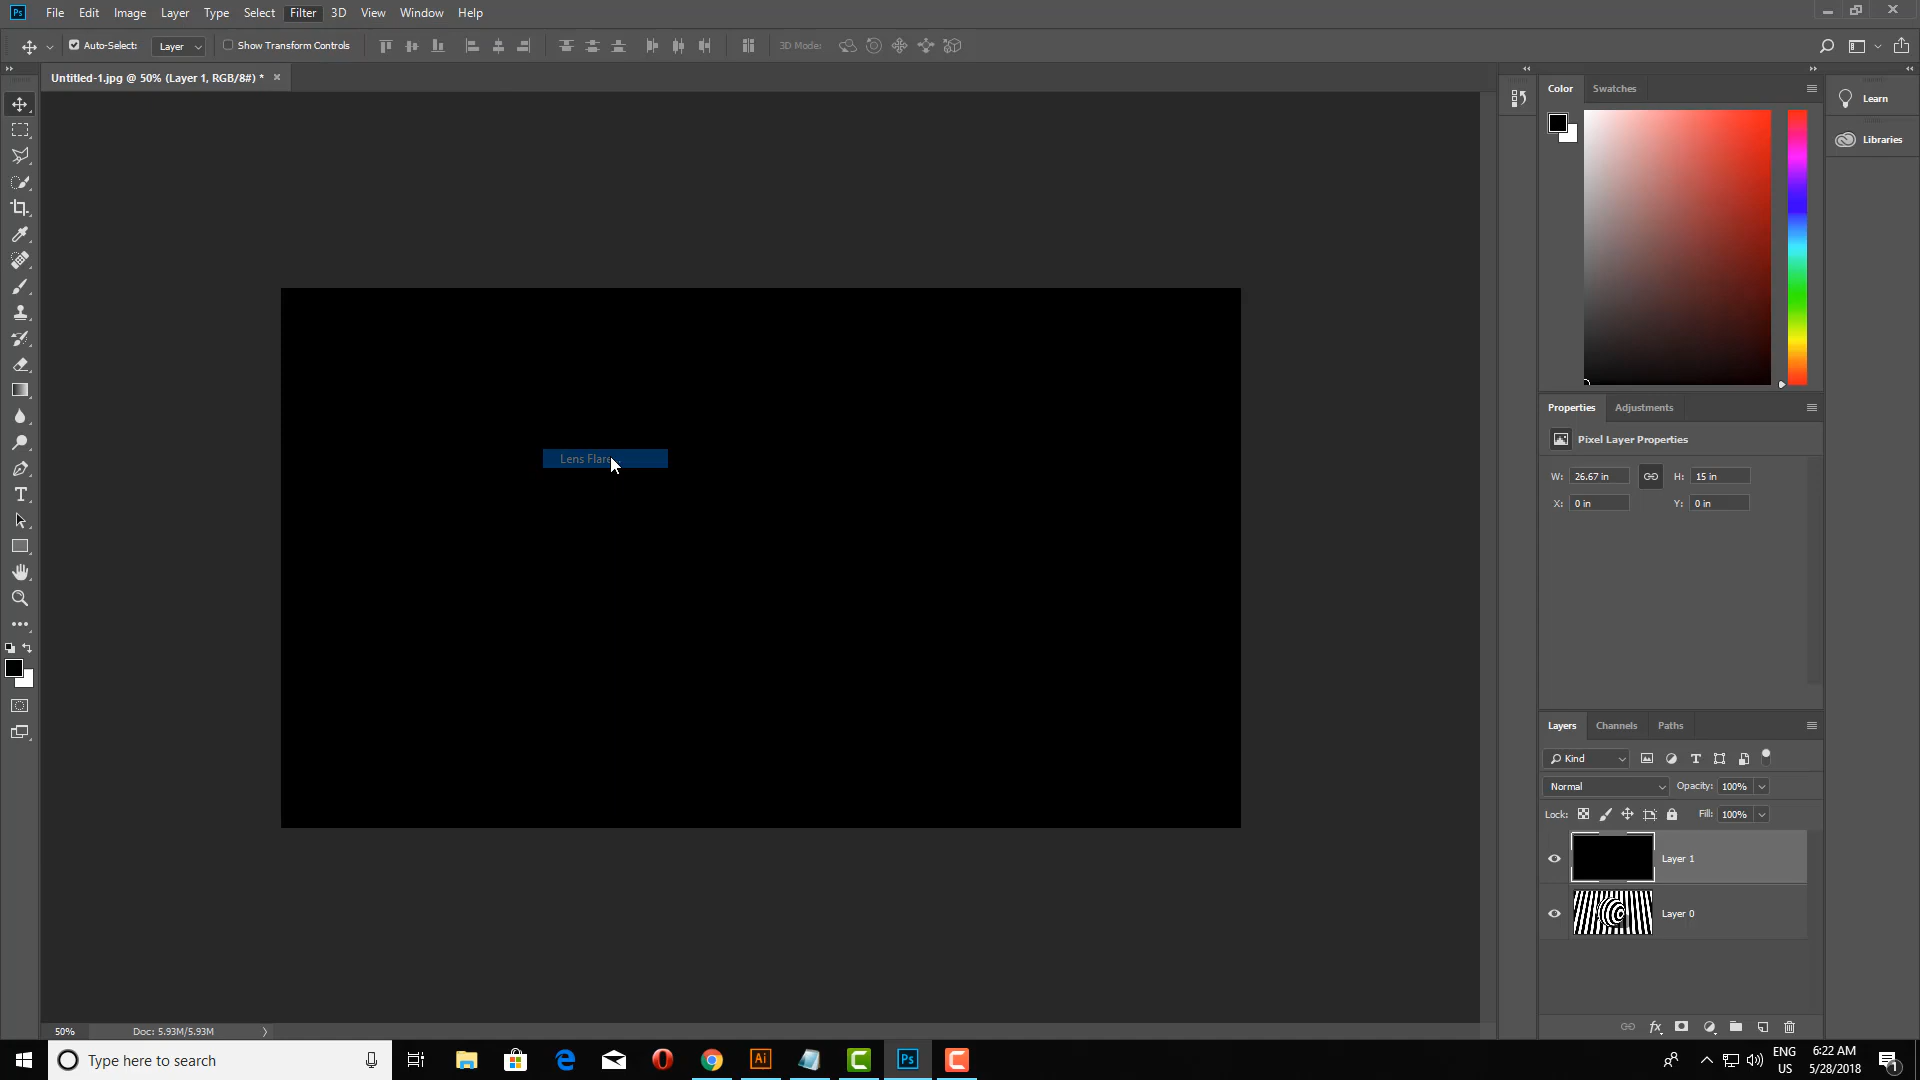 Ps File Edit Image Layer Type Select Filter 3D View Window Help
Auto-Select: Layer Show Transform Controls 3D Mode:
Untitled-1.jpg @ 50% (Layer 1, RGB/8#) * ×
Color Swatches
Learn
Libraries
Lens Flare...
Properties Adjustments
Pixel Layer Properties
W: 26.67 in H: 15 in
X: 0 in Y: 0 in
Layers Channels Paths
Kind
Normal Opacity: 100%
Lock: Fill: 100%
Layer 1
Layer 0
50% Doc: 5.93M/5.93M
Type here to search
Ai Ps
ENG
US
6:22 AM
5/28/2018
1